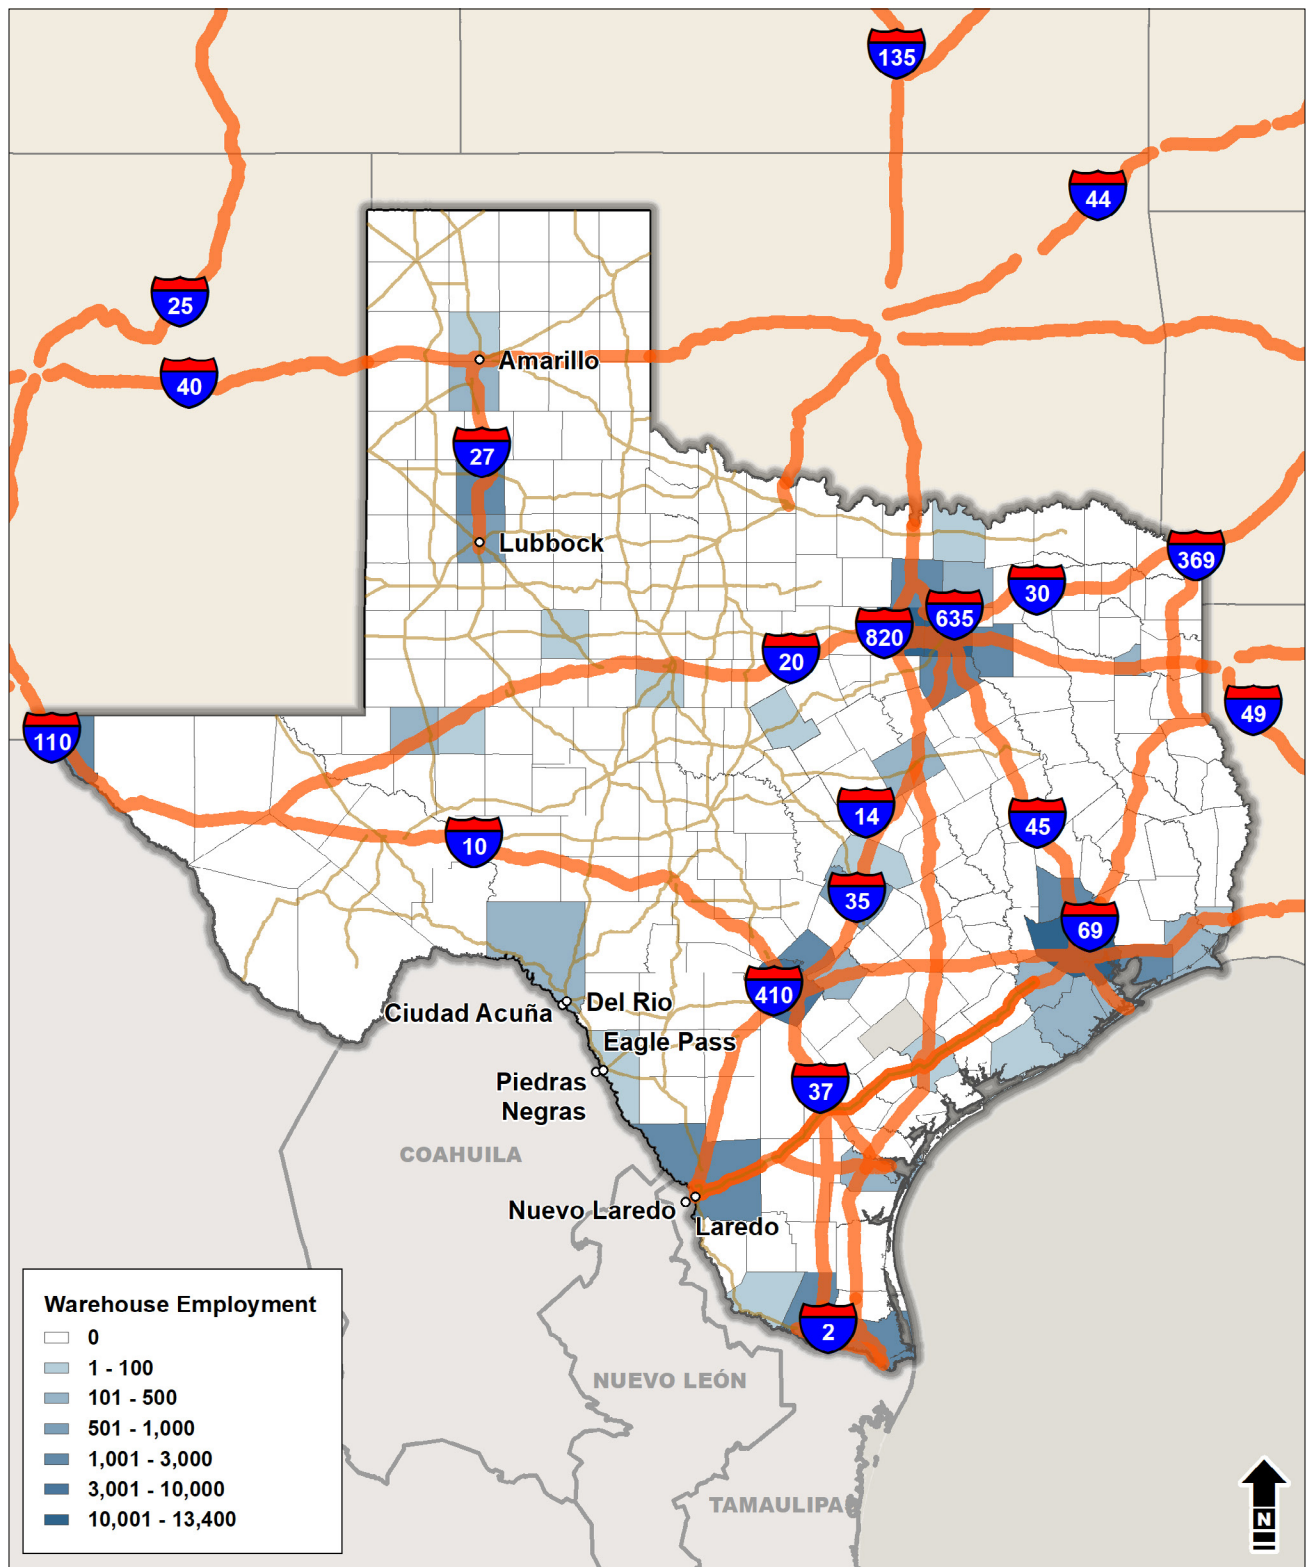 135
44
25
40
Amarillo
27
Lubbock
369
30
635
820
20
49
110
14
45
10
35
69
410
Del Rio
Ciudad Acuña
Eagle Pass
Piedras
Negras
37
COAHUILA
Nuevo Laredo
Laredo
2
Warehouse Employment
0
1 - 100
101 - 500
501 - 1,000
1,001 - 3,000
3,001 - 10,000
10,001 - 13,400
NUEVO LEÓN
TAMAULIPA
N